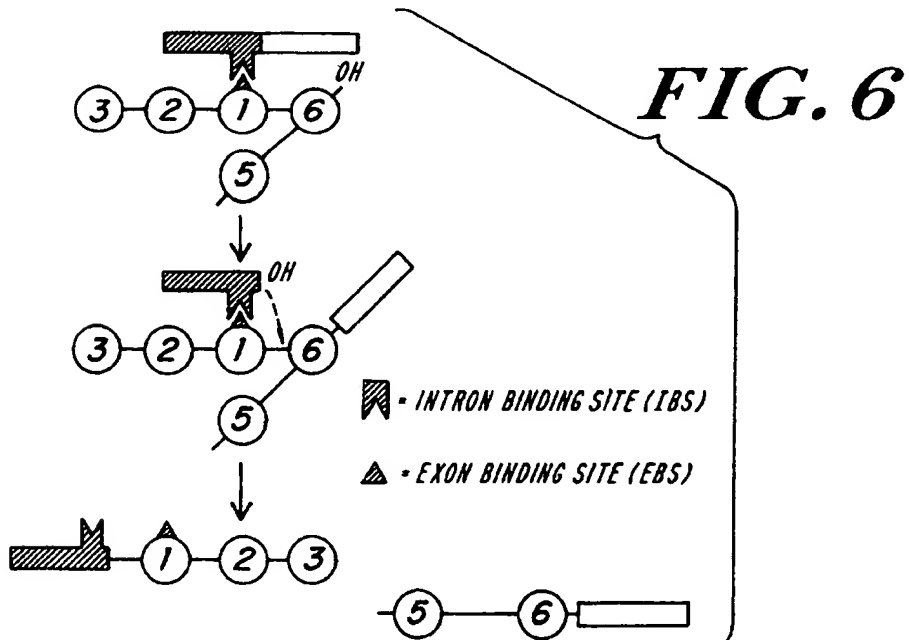 FIG. 6
OH
3 2 1 6
5
OH
3 2 1 6
5
= INTRON BINDING SITE (IBS)
= EXON BINDING SITE (EBS)
1 2 3
5 6